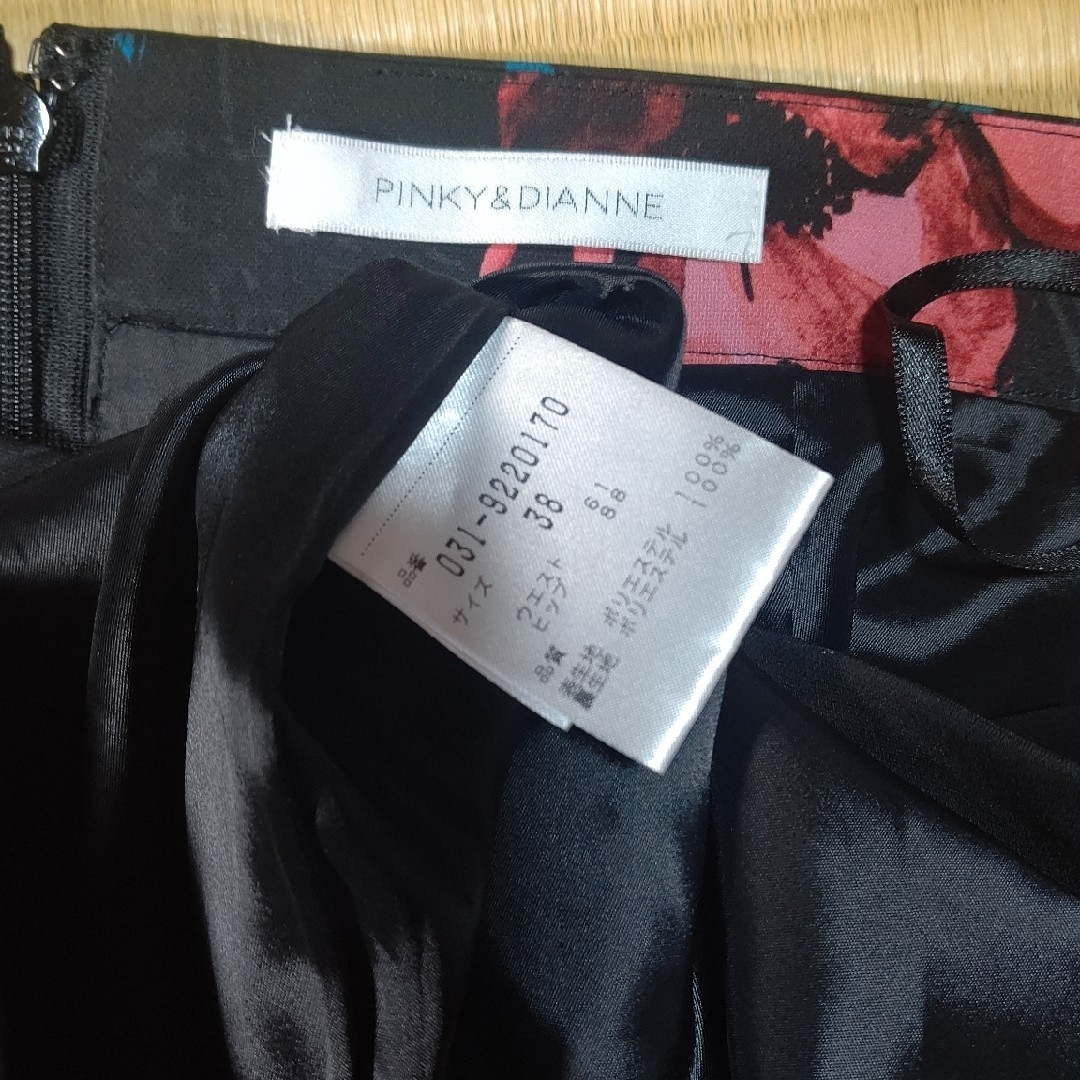 PINKY&DIANNE
品番 031-9220170
サイズ 38
ウエスト 61
ヒップ 88
品質
表生地 ポリエステル 100%
裏生地 ポリエステル 100%